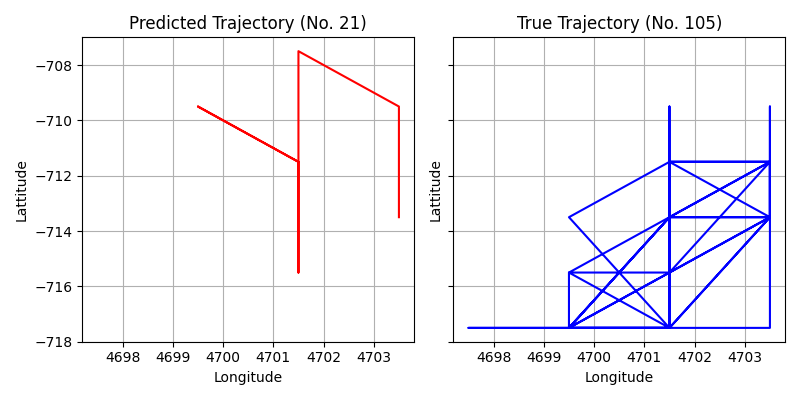 Predicted Trajectory (No. 21)
True Trajectory (No. 105)
−708
−710
−712
−714
−716
−718
Lattitude
Lattitude
4698 4699 4700 4701 4702 4703
4698 4699 4700 4701 4702 4703
Longitude
Longitude